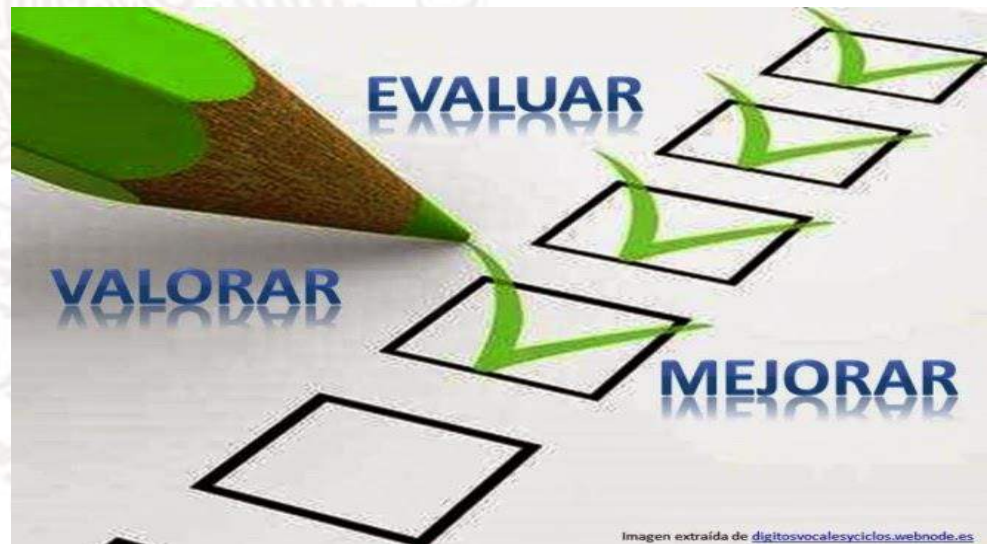 EVALUAR
VALORAR
MEJORAR
Imagen extraída de digitosvocalesyciclos.webnode.es